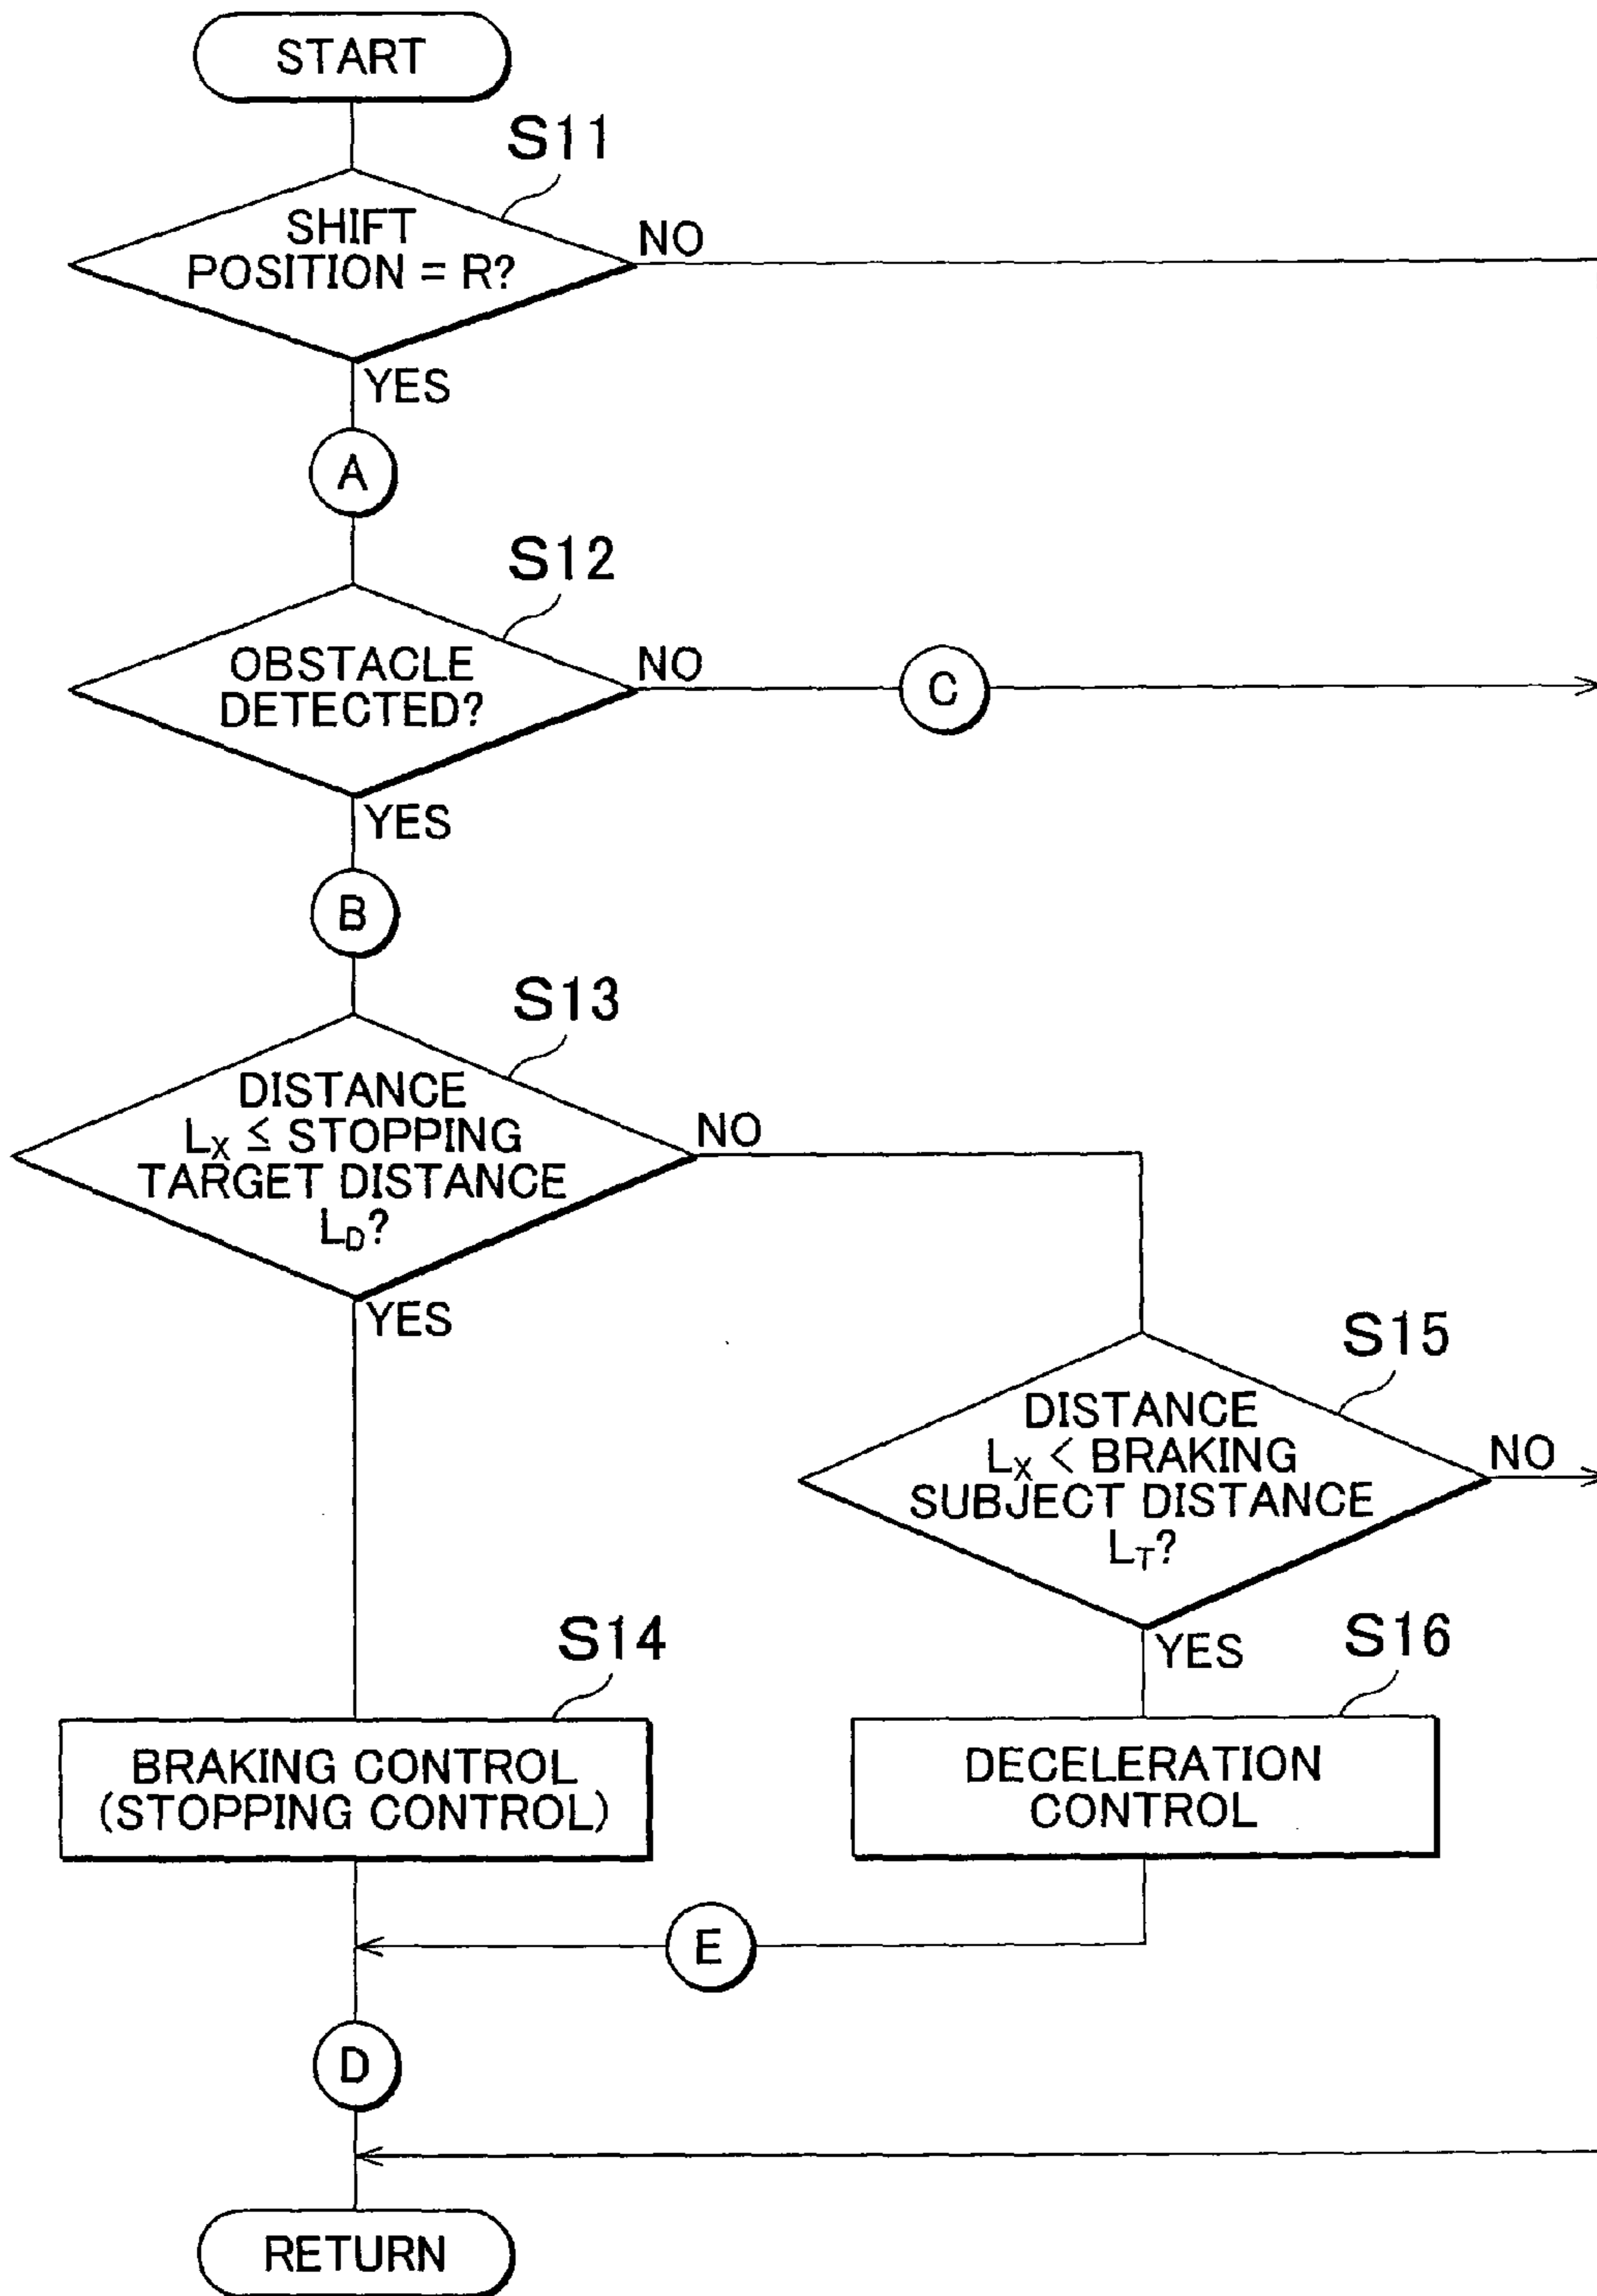 START
S11
SHIFT
POSITION = R?
NO
YES
A
S12
OBSTACLE
DETECTED?
NO
C
YES
B
S13
DISTANCE
LX ≤ STOPPING
TARGET DISTANCE
LD?
NO
YES
S15
DISTANCE
LX < BRAKING
SUBJECT DISTANCE
LT?
NO
YES
S14
BRAKING CONTROL
(STOPPING CONTROL)
S16
DECELERATION
CONTROL
E
D
RETURN